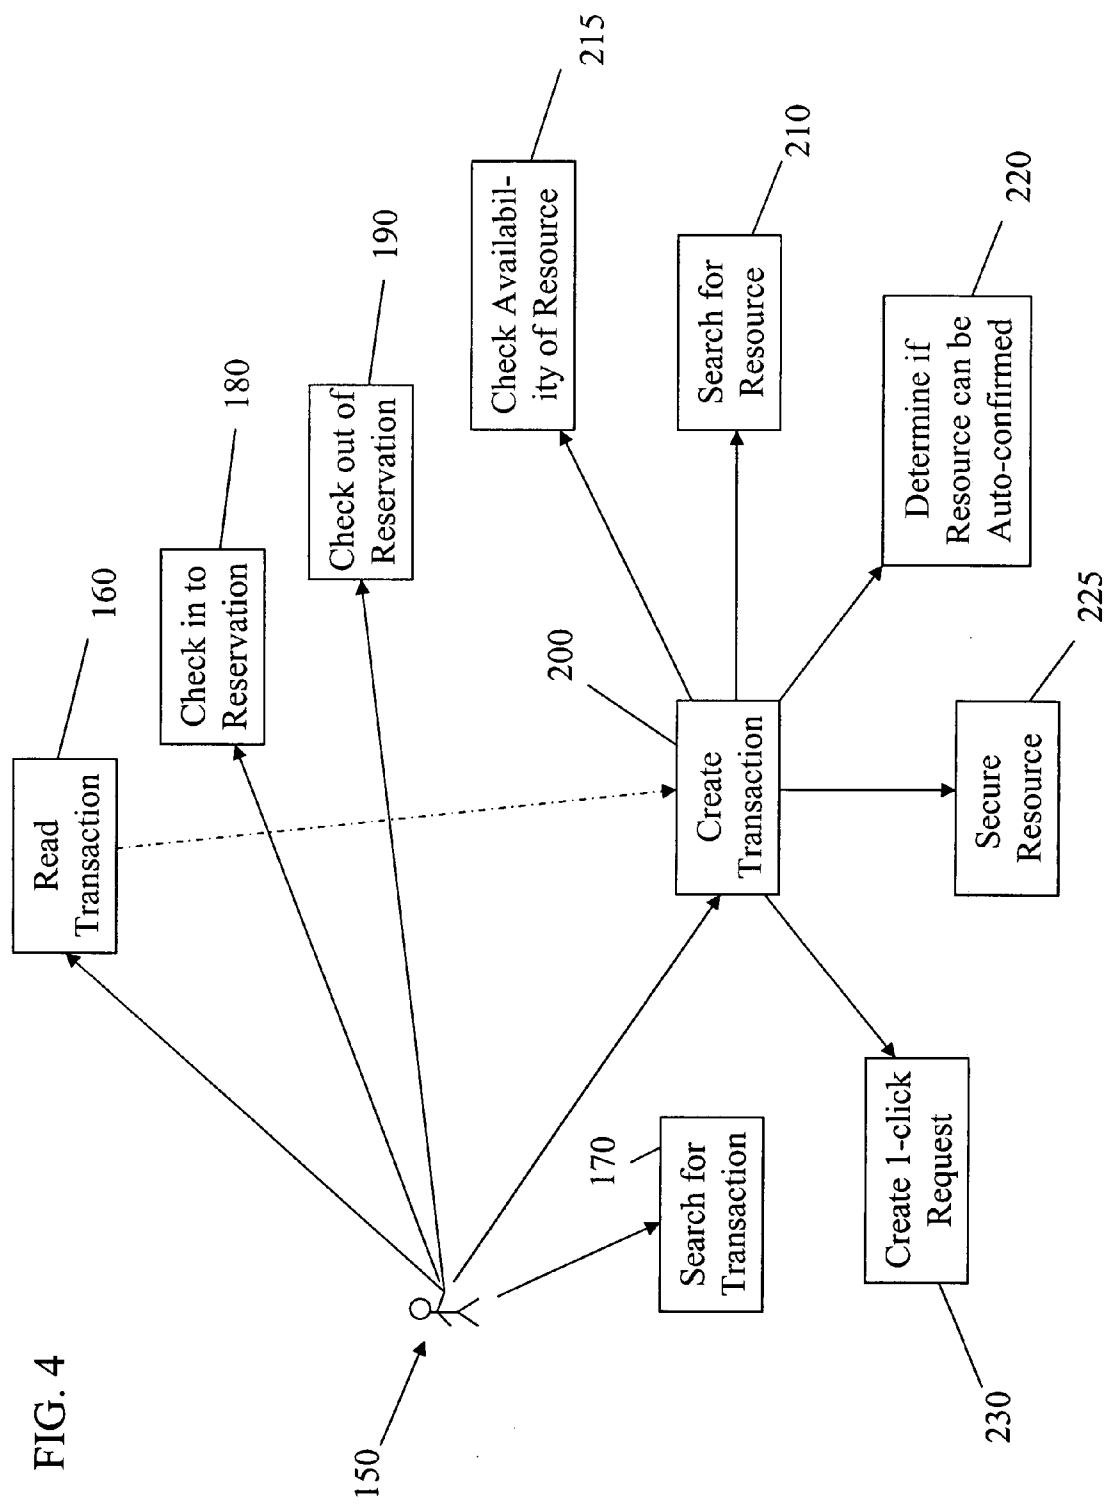 FIG. 4
150
Read
Transaction
160
Check in to
Reservation
180
Check out of
Reservation
190
Search for
Transaction
170
Create
Transaction
200
Check Availabil-
ity of Resource
215
Search for
Resource
210
Determine if
Resource can be
Auto-confirmed
220
Secure
Resource
225
Create 1-click
Request
230